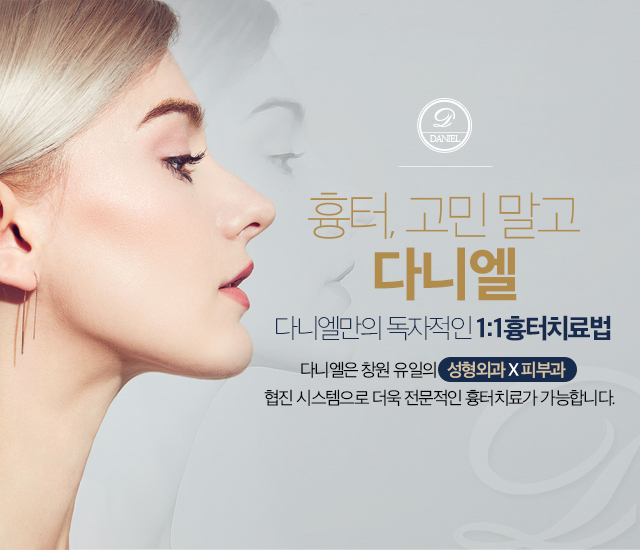 DANIEL
흉터, 고민 말고
다니엘
다니엘만의 독자적인 1:1흉터치료법
다니엘은 창원 유일의 성형외과 X 피부과
협진 시스템으로 더욱 전문적인 흉터치료가 가능합니다.